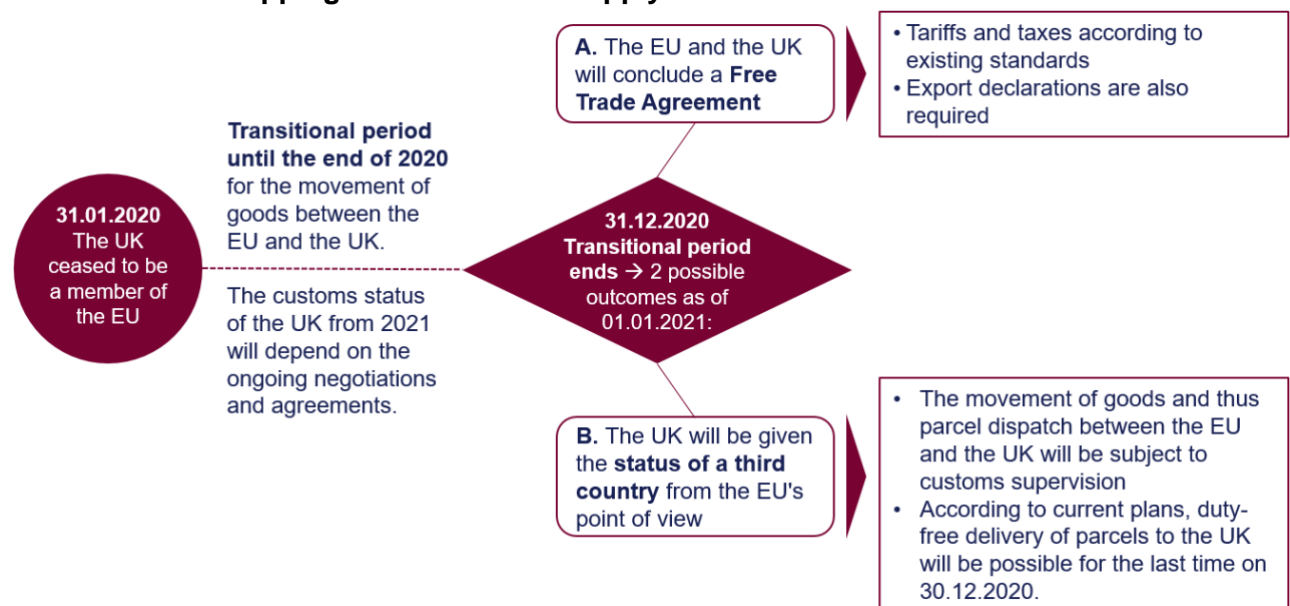 31.01.2020
The UK
ceased to be
a member of
the EU
Transitional period
until the end of 2020
for the movement of
goods between the
EU and the UK.
The customs status
of the UK from 2021
will depend on the
ongoing negotiations
and agreements.
31.12.2020
Transitional period
ends → 2 possible
outcomes as of
01.01.2021:
A. The EU and the UK
will conclude a Free
Trade Agreement
• Tariffs and taxes according to
existing standards
• Export declarations are also
required
B. The UK will be given
the status of a third
country from the EU's
point of view
• The movement of goods and thus
parcel dispatch between the EU
and the UK will be subject to
customs supervision
• According to current plans, duty-
free delivery of parcels to the UK
will be possible for the last time on
30.12.2020.